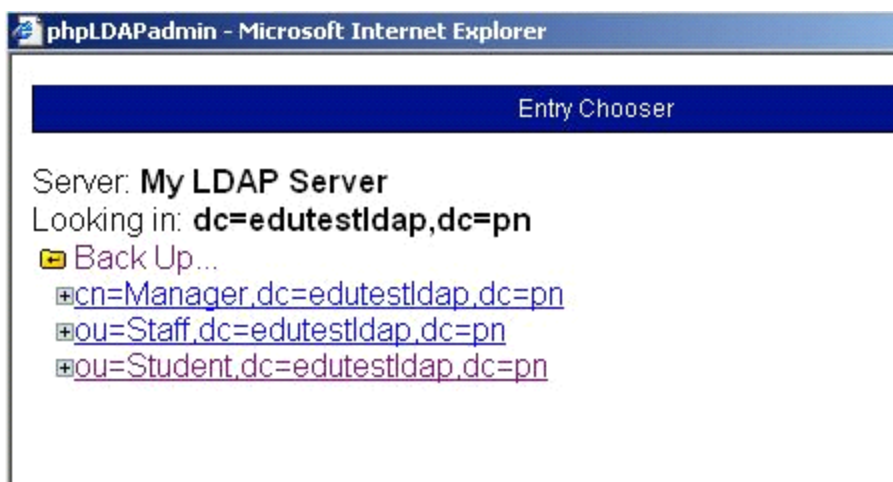 phpLDAPadmin - Microsoft Internet Explorer
Entry Chooser
Server: My LDAP Server
Looking in: dc=edutestldap,dc=pn
Back Up...
cn=Manager,dc=edutestldap,dc=pn
ou=Staff,dc=edutestldap,dc=pn
ou=Student,dc=edutestldap,dc=pn